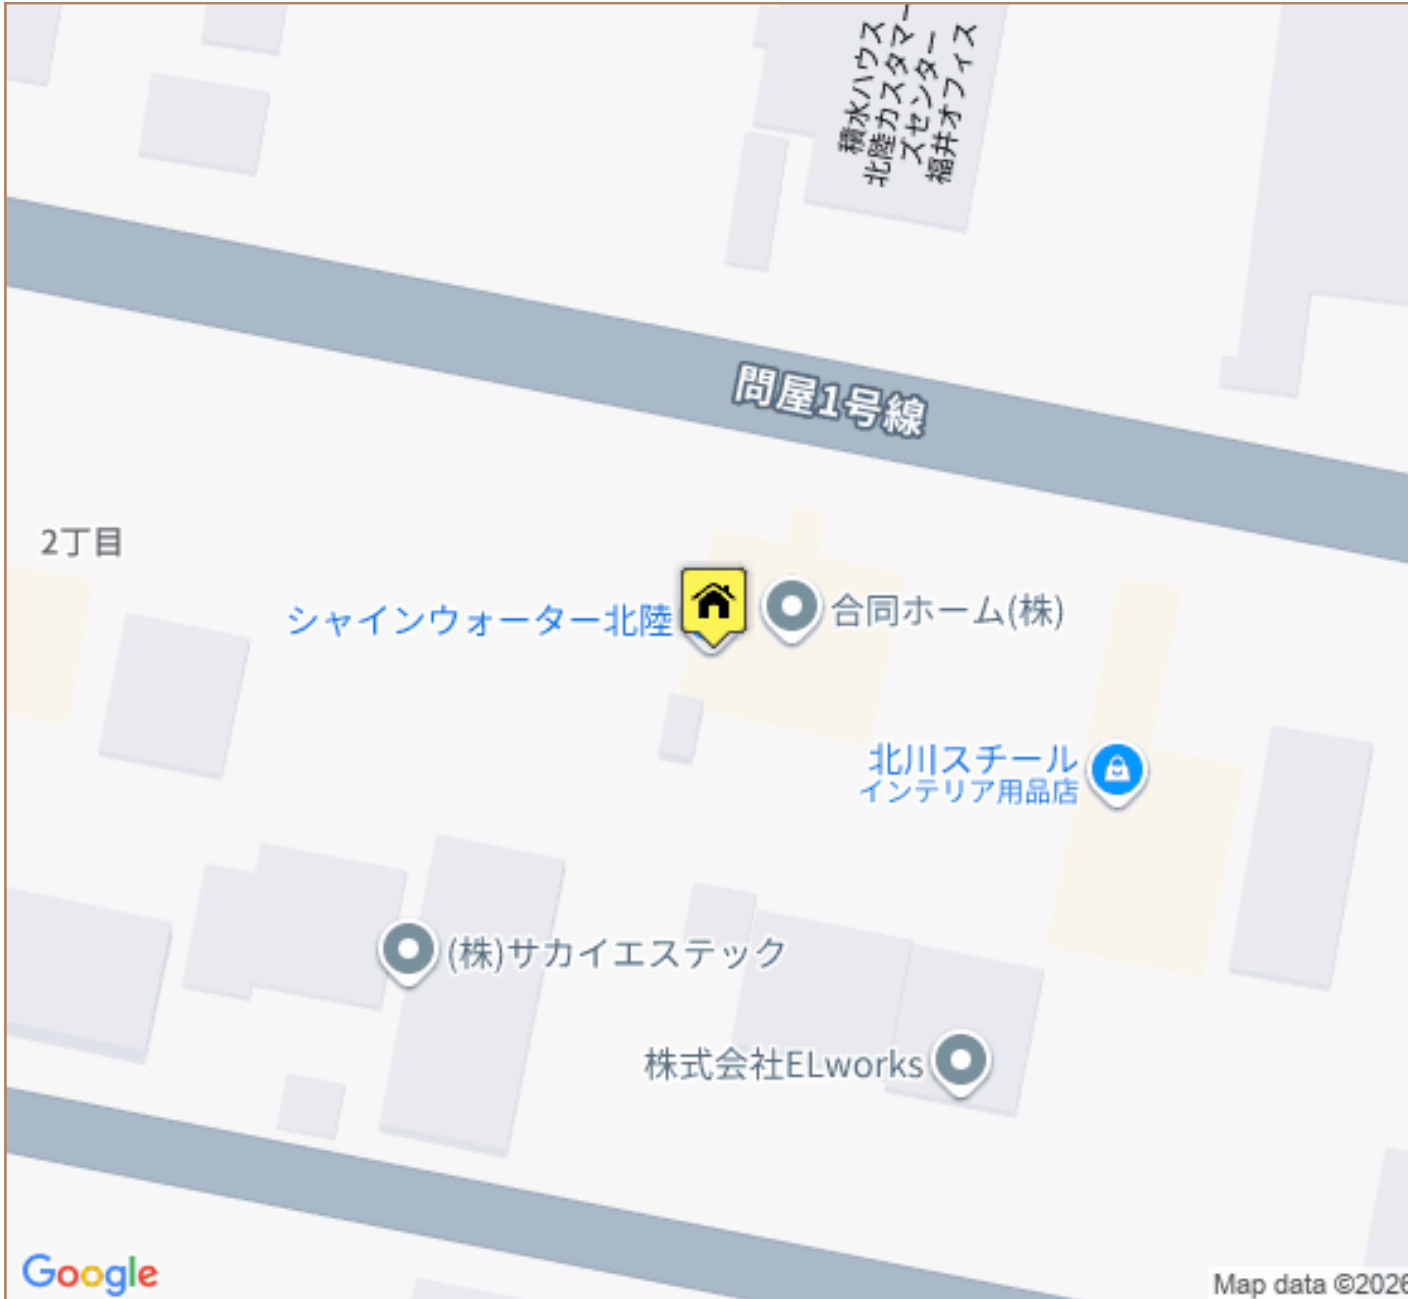 積水ハウス
北陸カスタマー
ズセンター
福井オフィス
問屋1号線
2丁目
シャインウォーター北陸
合同ホーム(株)
北川スチール
インテリア用品店
(株)サカイエステック
株式会社ELworks
Google
Map data ©2026